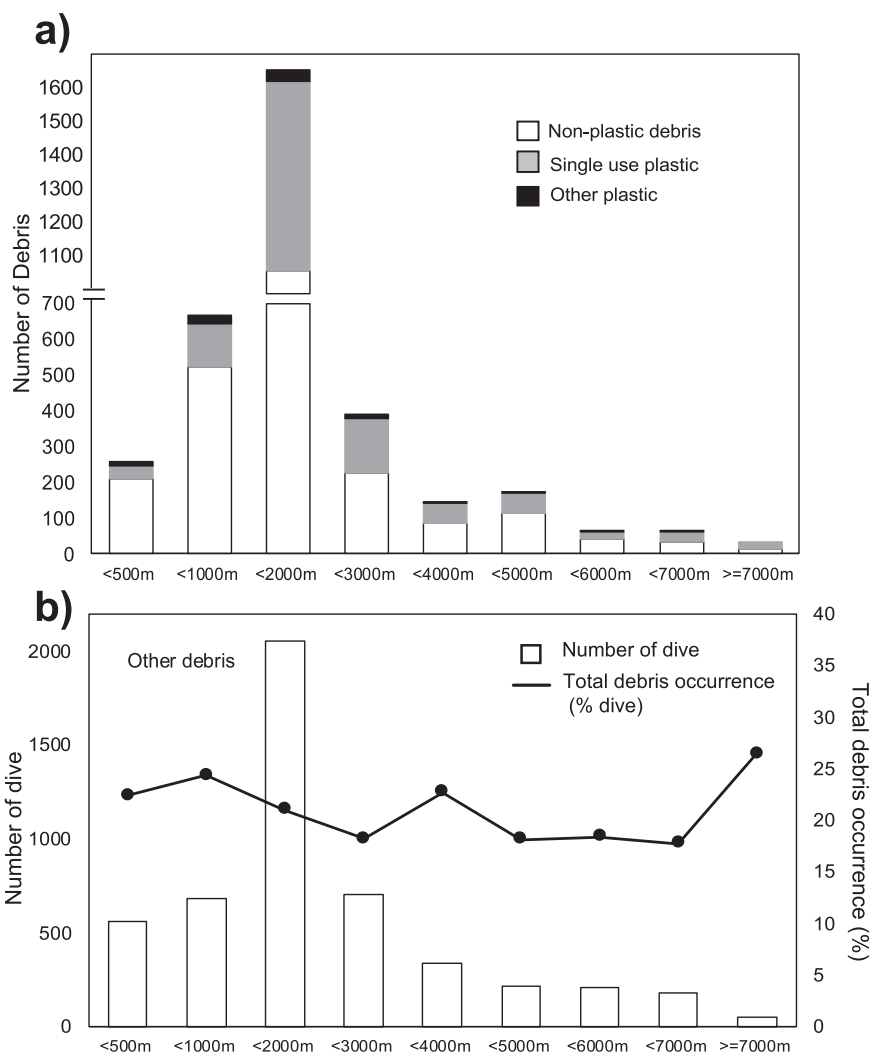 a)
Number of Debris
1600
1500
1400
1300
1200
1100
700
600
500
400
300
200
100
0
Non-plastic debris
Single use plastic
Other plastic
<500m <1000m <2000m <3000m <4000m <5000m <6000m <7000m >=7000m
b)
Number of dive
2000
1500
1000
500
0
Other debris
Number of dive
Total debris occurrence
(% dive)
40
35
30
25
20
15
10
5
0
Total debris occurrence (%)
<500m <1000m <2000m <3000m <4000m <5000m <6000m <7000m >=7000m